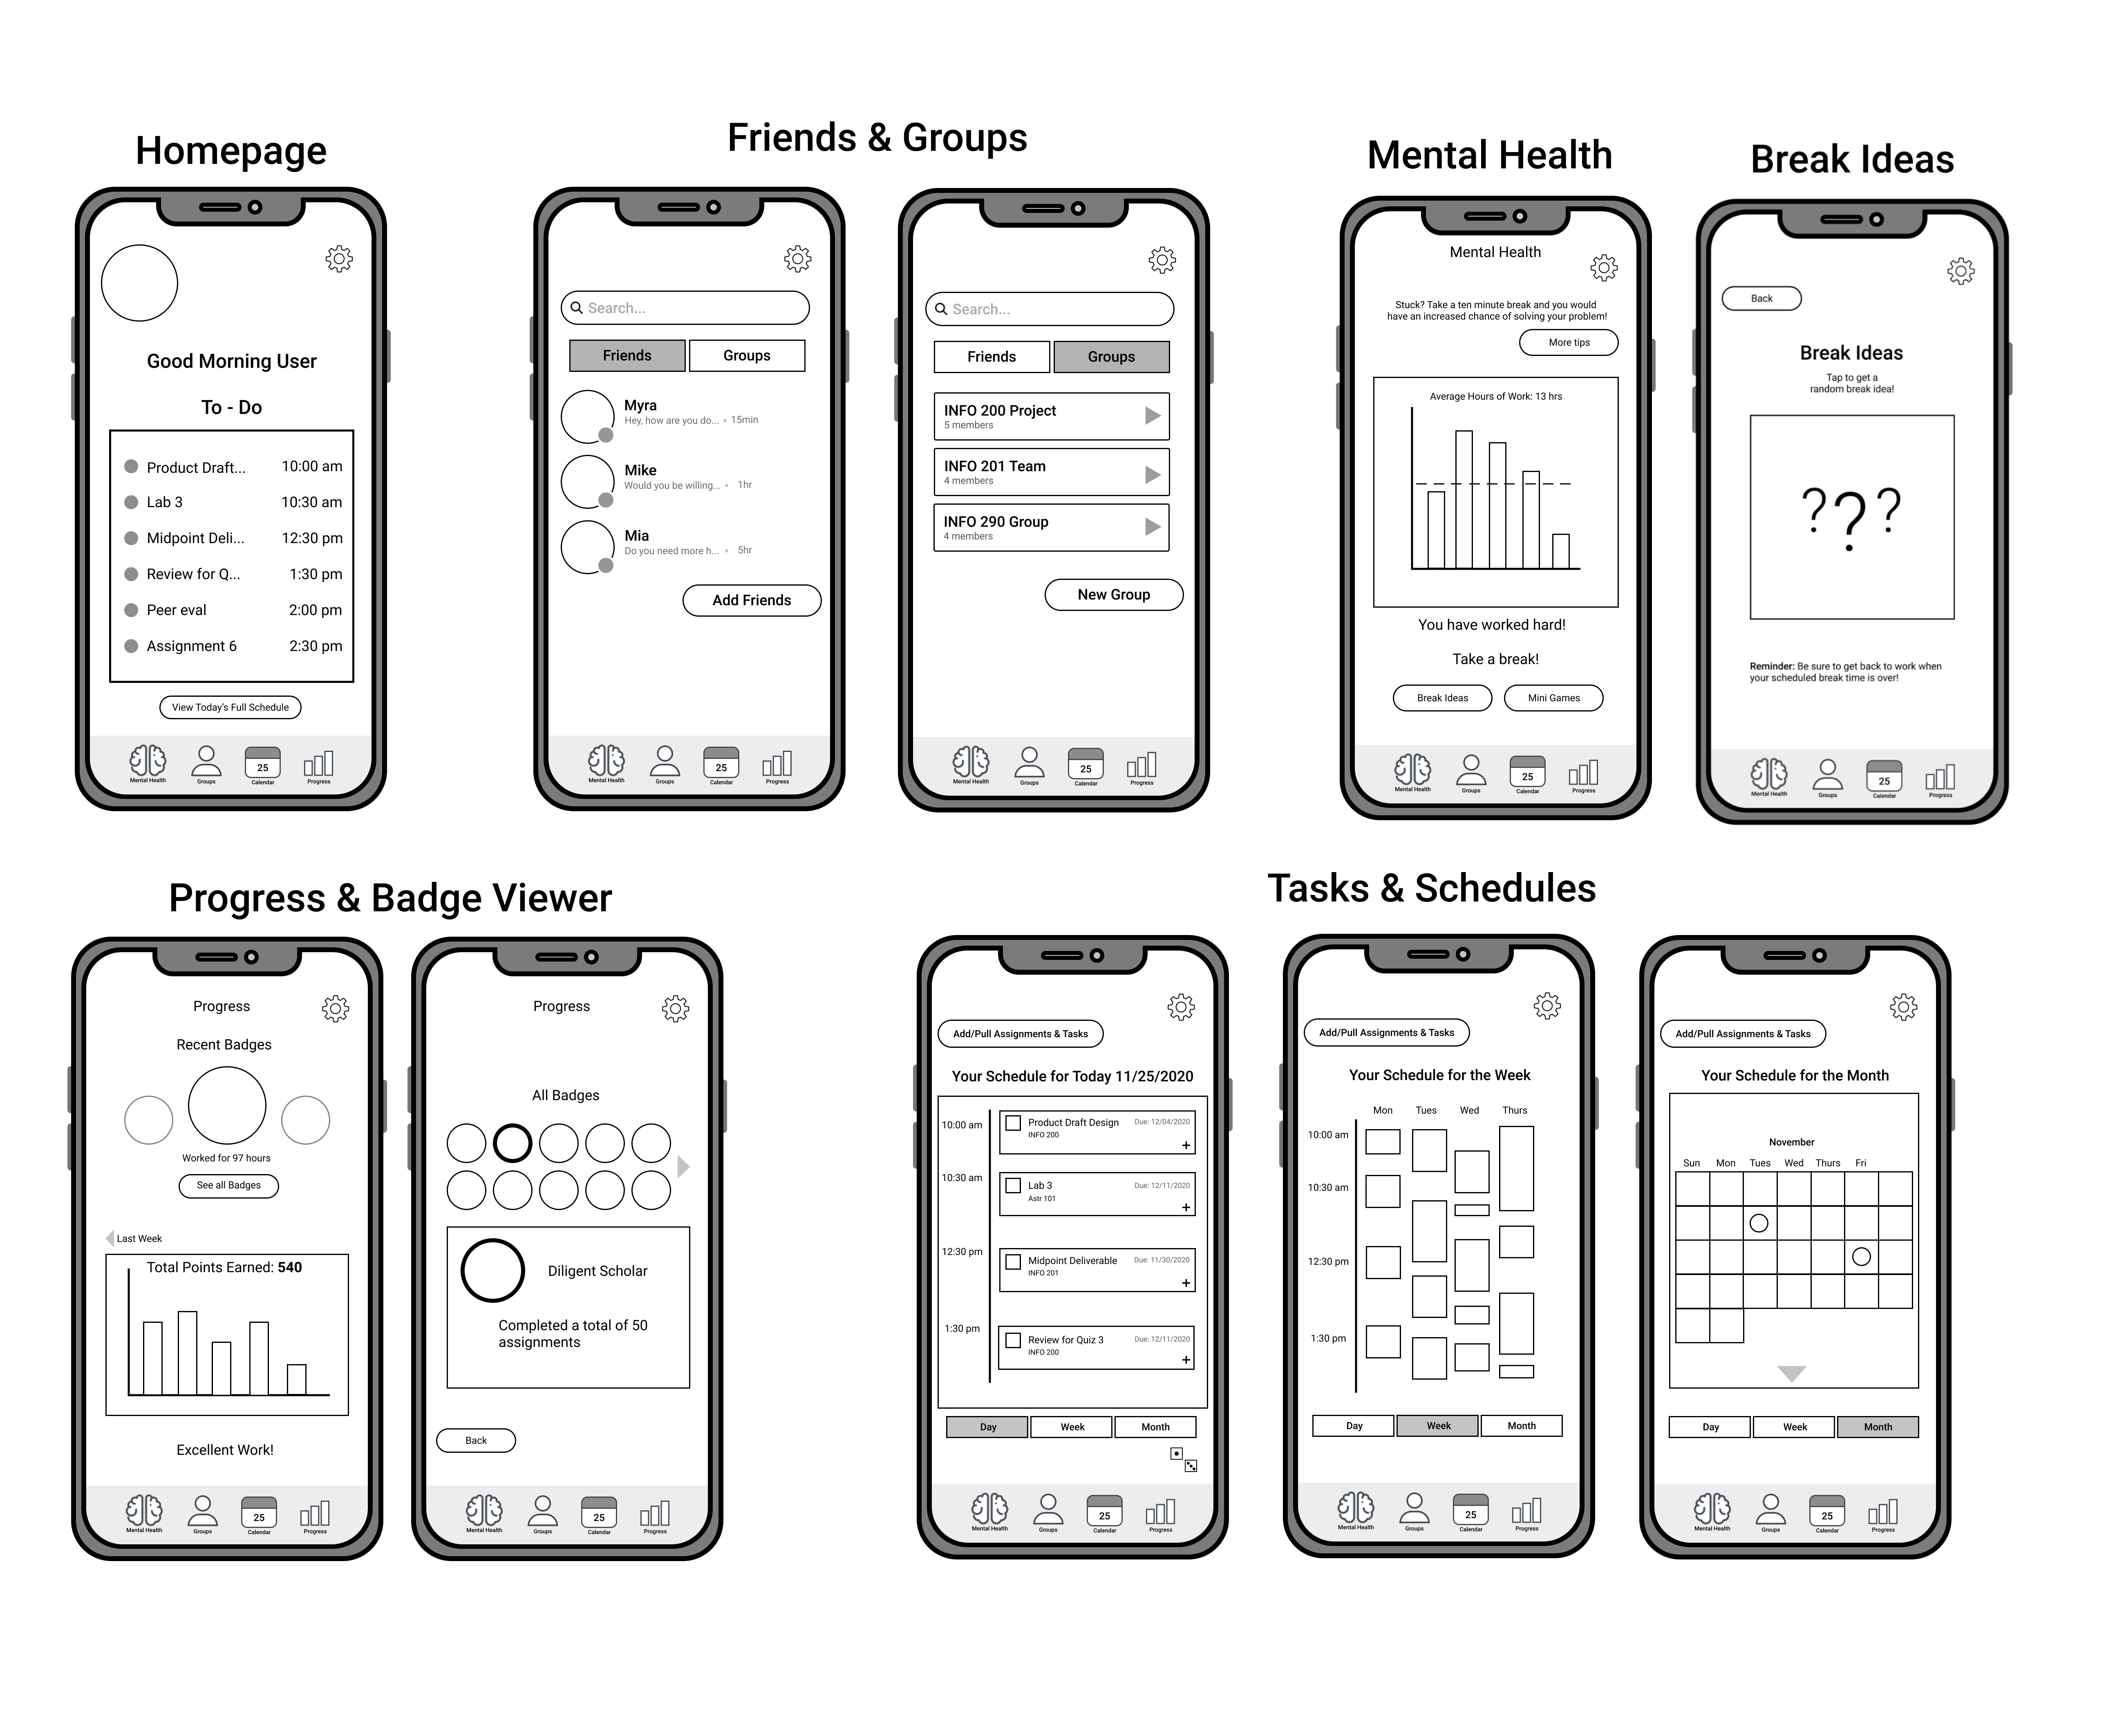 Homepage
Good Morning User
To - Do
Product Draft... 10:00 am
Lab 3 10:30 am
Midpoint Deli... 12:30 pm
Review for Q... 1:30 pm
Peer eval 2:00 pm
Assignment 6 2:30 pm
View Today's Full Schedule
Mental Health Groups 25 Calendar Progress
Friends & Groups
Search...
Friends Groups
Myra
Hey, how are you do... • 15min
Mike
Would you be willing... • 1hr
Mia
Do you need more h... • 5hr
Add Friends
Mental Health Groups 25 Calendar Progress
Search...
Friends Groups
INFO 200 Project
5 members
INFO 201 Team
4 members
INFO 290 Group
4 members
New Group
Mental Health Groups 25 Calendar Progress
Mental Health
Mental Health
Stuck? Take a ten minute break and you would
have an increased chance of solving your problem!
More tips
Average Hours of Work: 13 hrs
You have worked hard!
Take a break!
Break Ideas Mini Games
Mental Health Groups 25 Calendar Progress
Break Ideas
Back
Break Ideas
Tap to get a
random break idea!
? ? ?
Reminder: Be sure to get back to work when
your scheduled break time is over!
Mental Health Groups 25 Calendar Progress
Progress & Badge Viewer
Progress
Recent Badges
Worked for 97 hours
See all Badges
Last Week
Total Points Earned: 540
Excellent Work!
Mental Health Groups 25 Calendar Progress
Progress
All Badges
Diligent Scholar
Completed a total of 50
assignments
Back
Mental Health Groups 25 Calendar Progress
Tasks & Schedules
Add/Pull Assignments & Tasks
Your Schedule for Today 11/25/2020
10:00 am Product Draft Design Due: 12/04/2020
INFO 200
+
10:30 am Lab 3 Due: 12/11/2020
Astr 101
+
12:30 pm Midpoint Deliverable Due: 11/30/2020
INFO 201
+
1:30 pm Review for Quiz 3 Due: 12/11/2020
INFO 200
+
Day Week Month
Mental Health Groups 25 Calendar Progress
Add/Pull Assignments & Tasks
Your Schedule for the Week
Mon Tues Wed Thurs
10:00 am
10:30 am
12:30 pm
1:30 pm
Day Week Month
Mental Health Groups 25 Calendar Progress
Add/Pull Assignments & Tasks
Your Schedule for the Month
November
Sun Mon Tues Wed Thurs Fri
Day Week Month
Mental Health Groups 25 Calendar Progress